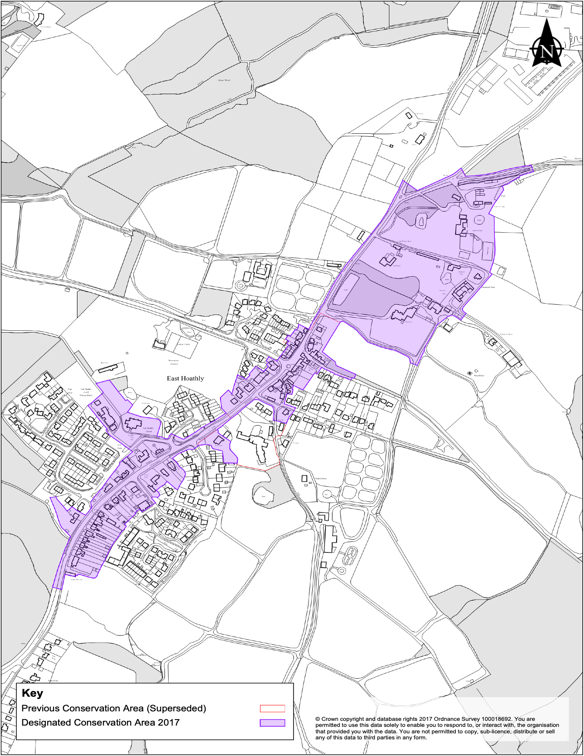 N
East Hoathly
Key
Previous Conservation Area (Superseded)
Designated Conservation Area 2017
© Crown copyright and database rights 2017 Ordnance Survey 100018692. You are
permitted to use this data solely to enable you to respond to, or interact with, the organisation
that provided you with the data. You are not permitted to copy, sub-licence, distribute or sell
any of this data to third parties in any form.